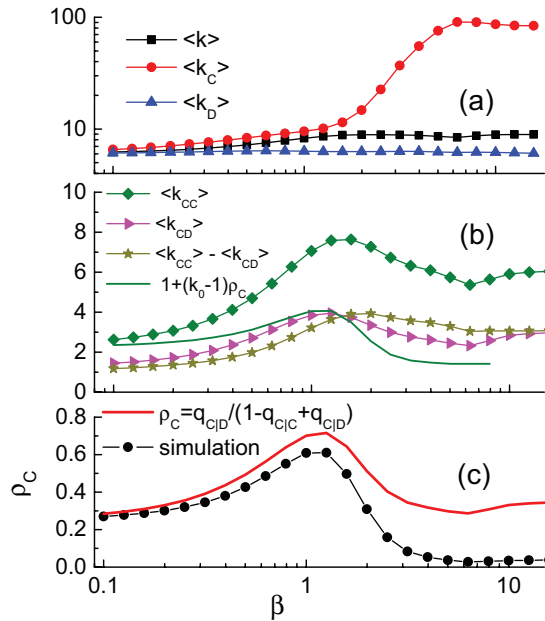 100
10
<k>
<k_C>
<k_D>
(a)
10
8
6
4
2
0
<k_CC>
<k_CD>
<k_CC> - <k_CD>
1+(k_0-1)ρ_C
(b)
0.8
0.6
0.4
0.2
0.0
ρ_C
ρ_C=q_C|D/(1-q_C|C+q_C|D)
simulation
(c)
0.1
1
10
β